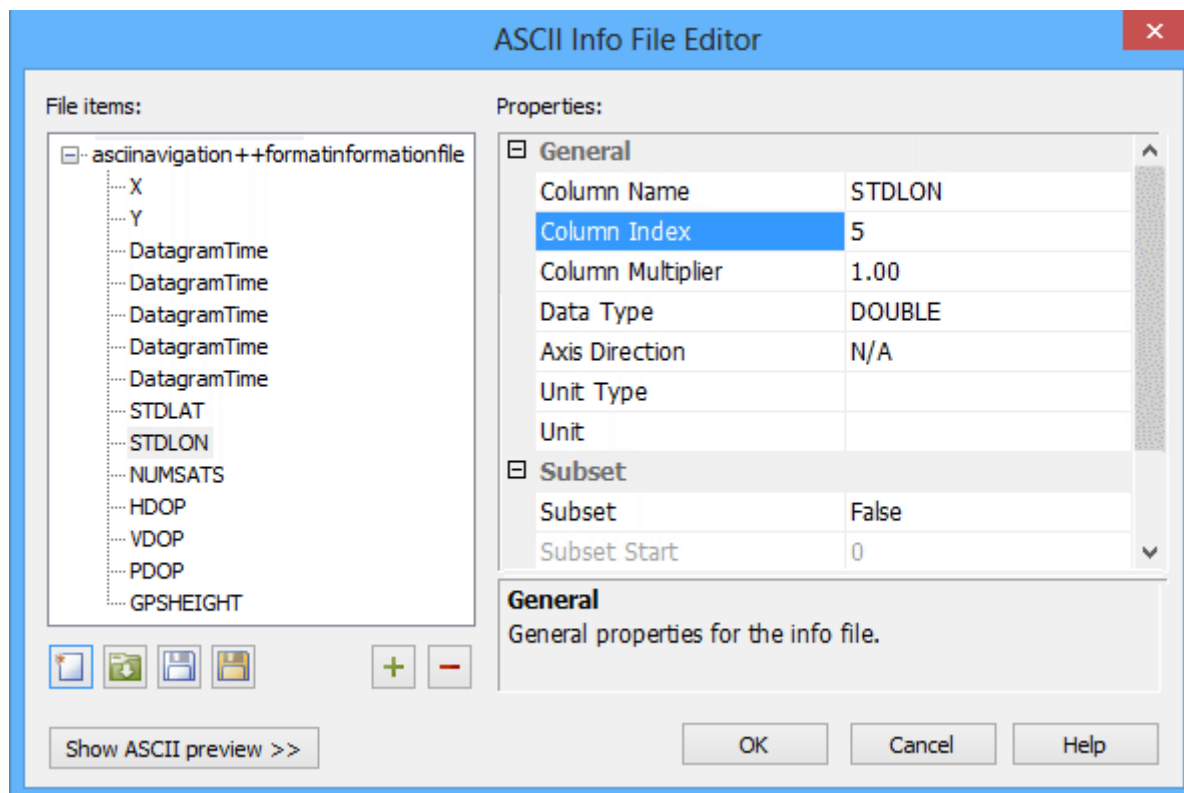 ASCII Info File Editor
File items:
asciinavigation++formatinformationfile
X
Y
DatagramTime
DatagramTime
DatagramTime
DatagramTime
DatagramTime
STDLAT
STDLON
NUMSATS
HDOP
VDOP
PDOP
GPSHEIGHT
Show ASCII preview >>
Properties:
General
Column Name STDLON
Column Index 5
Column Multiplier 1.00
Data Type DOUBLE
Axis Direction N/A
Unit Type
Unit
Subset
Subset False
Subset Start 0
General
General properties for the info file.
OK Cancel Help